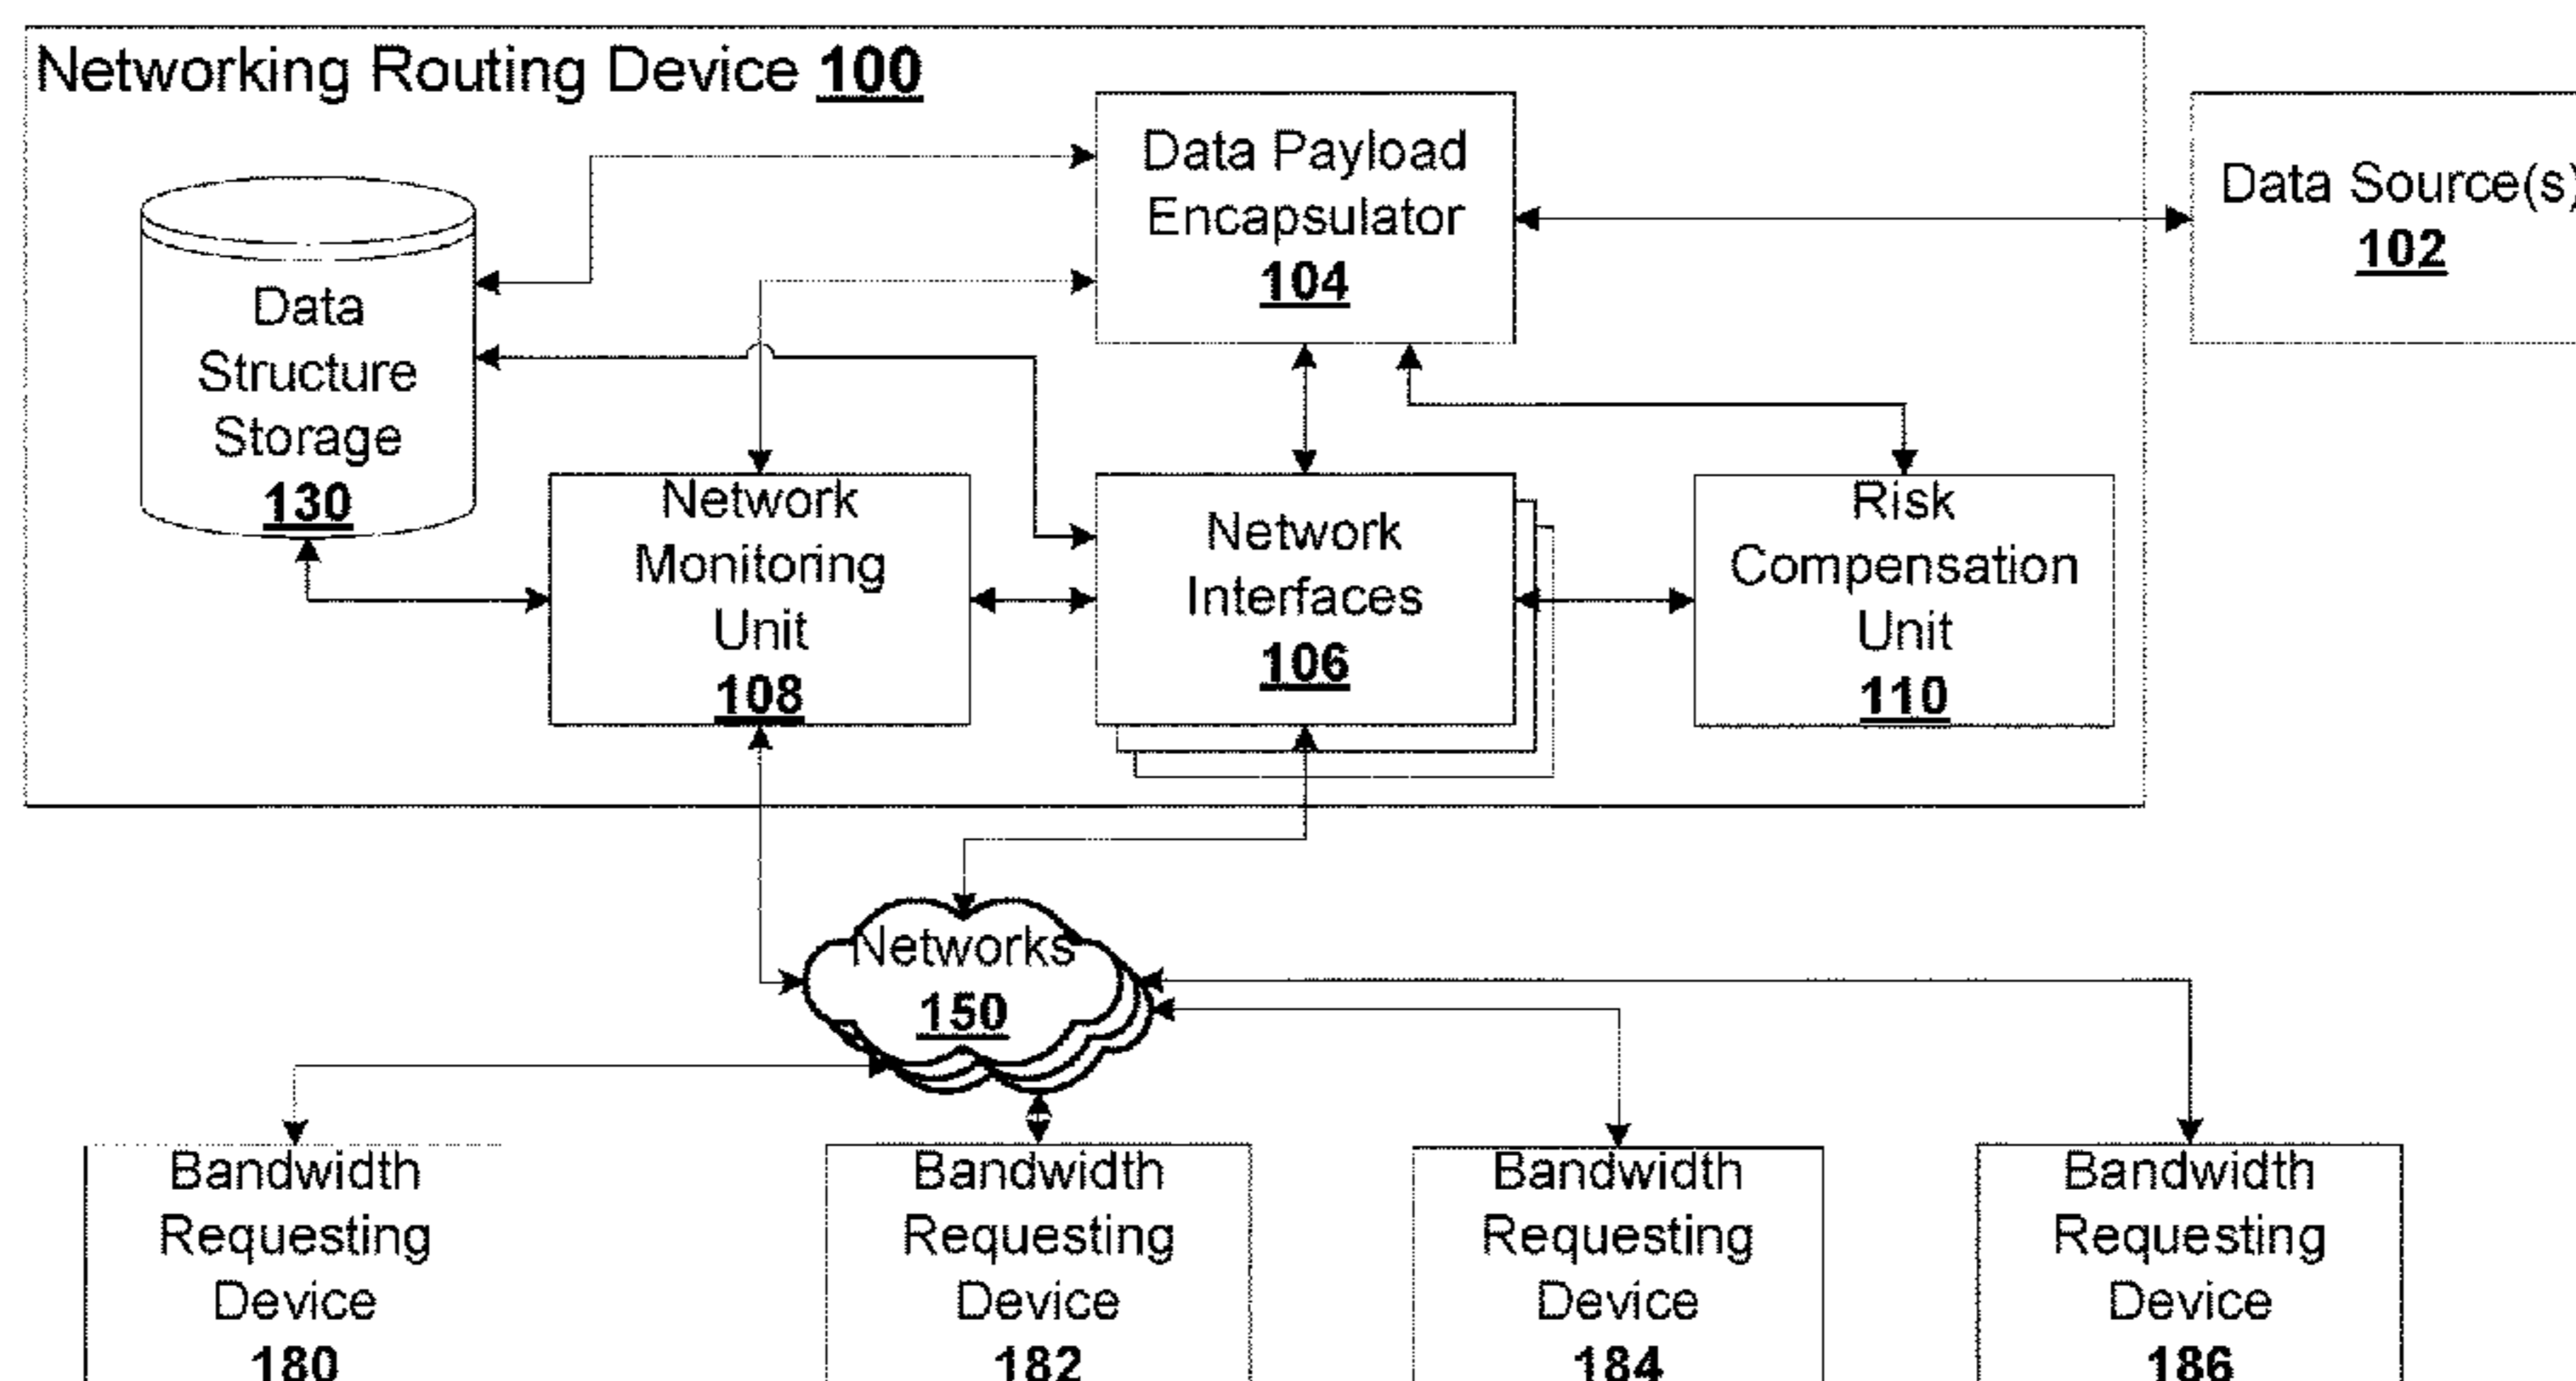 Networking Routing Device 100
Data Payload
Encapsulator
104
Data Source(s)
102
Data
Structure
Storage
130
Network
Monitoring
Unit
108
Network
Interfaces
106
Risk
Compensation
Unit
110
Networks
150
Bandwidth
Requesting
Device
180
Bandwidth
Requesting
Device
182
Bandwidth
Requesting
Device
184
Bandwidth
Requesting
Device
186